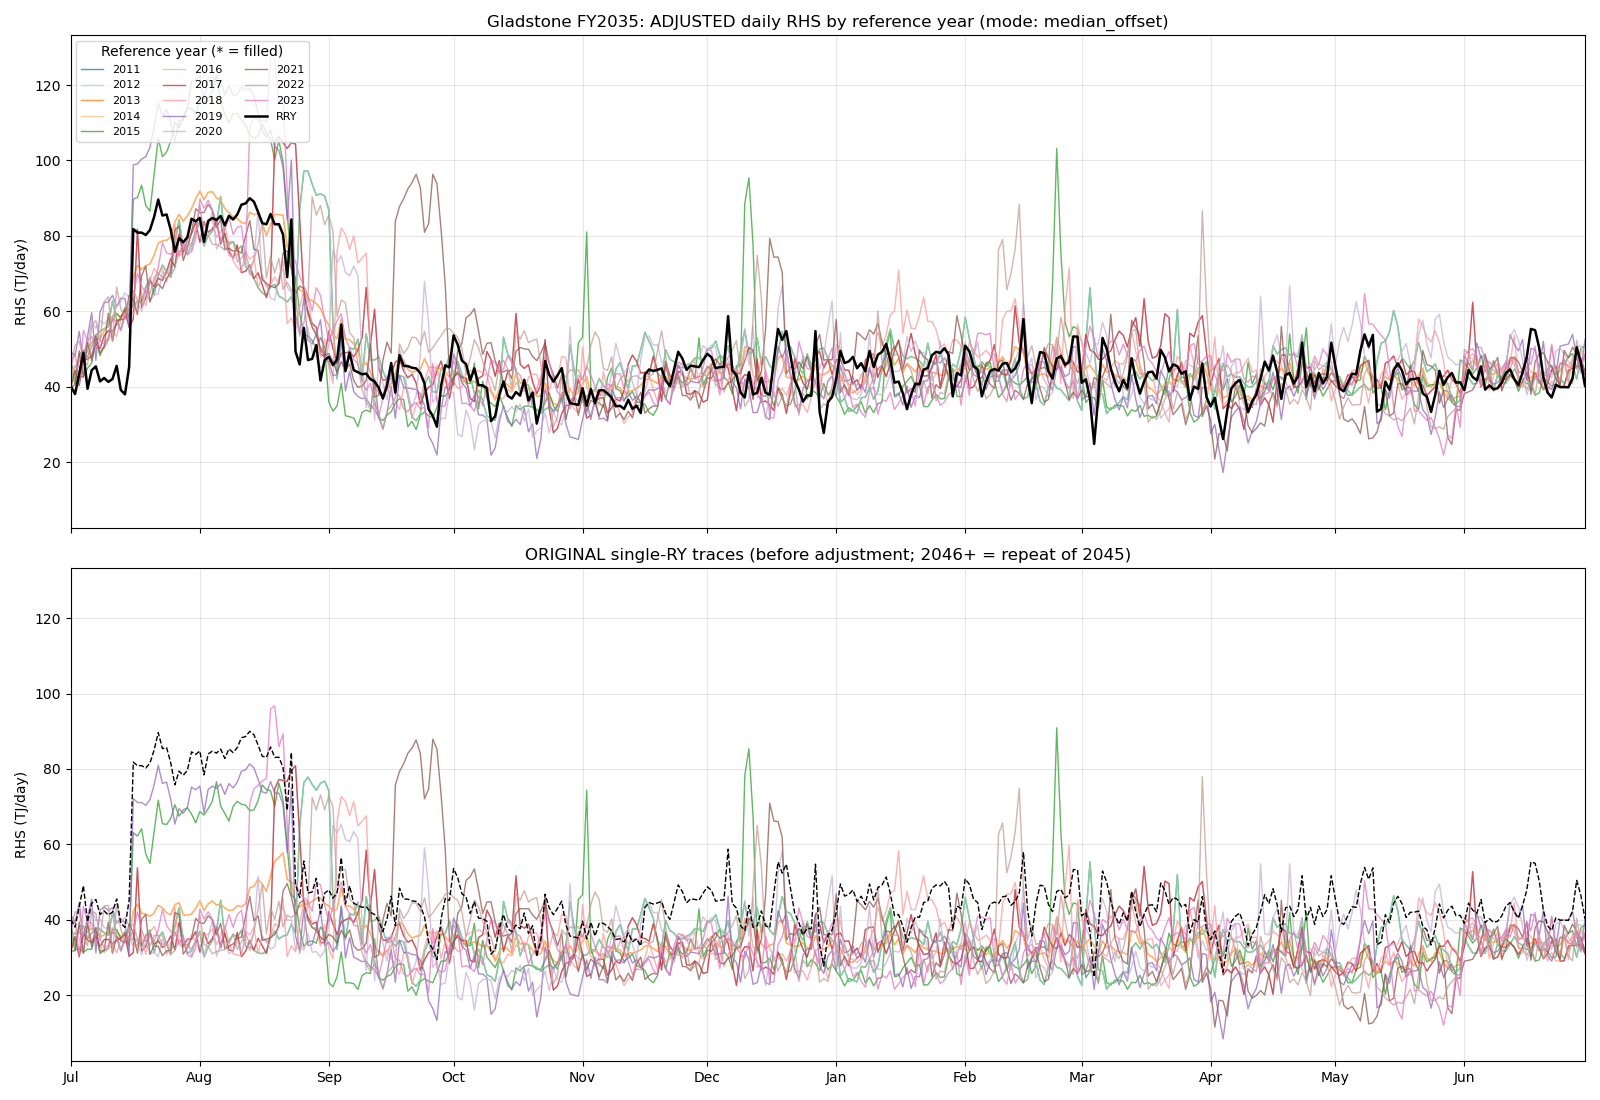 Gladstone FY2035: ADJUSTED daily RHS by reference year (mode: median_offset)
Reference year (* = filled)
2011 2016 2021
2012 2017 2022
2013 2018 2023
2014 2019 RRY
2015 2020
RHS (TJ/day)
120
100
80
60
40
20
ORIGINAL single-RY traces (before adjustment; 2046+ = repeat of 2045)
RHS (TJ/day)
120
100
80
60
40
20
Jul Aug Sep Oct Nov Dec Jan Feb Mar Apr May Jun